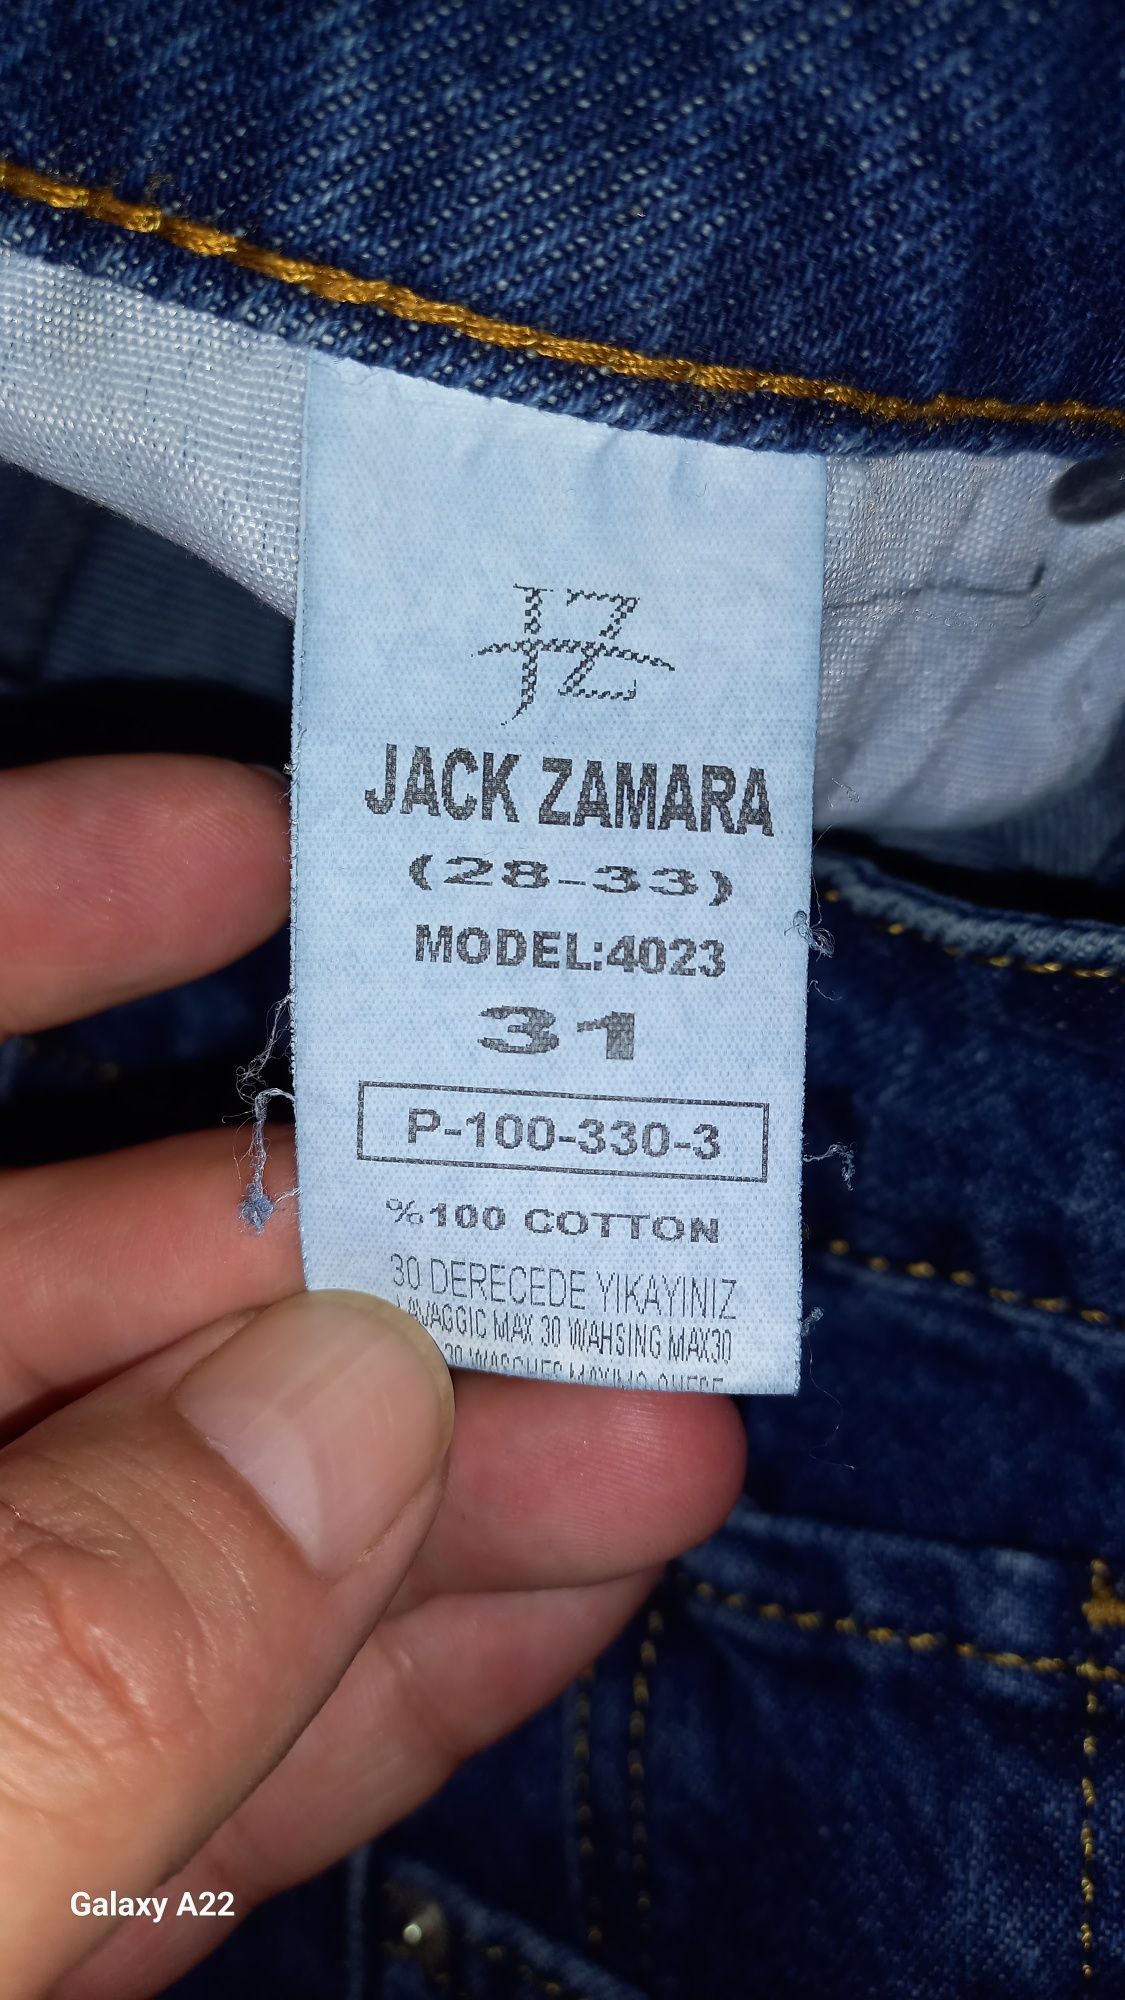 JZ
JACK ZAMARA
(28-33)
MODEL:4023
31
P-100-330-3
%100 COTTON
30 DERECEDE YIKAYINIZ
MAX 30 WAHSING MAX30
Galaxy A22